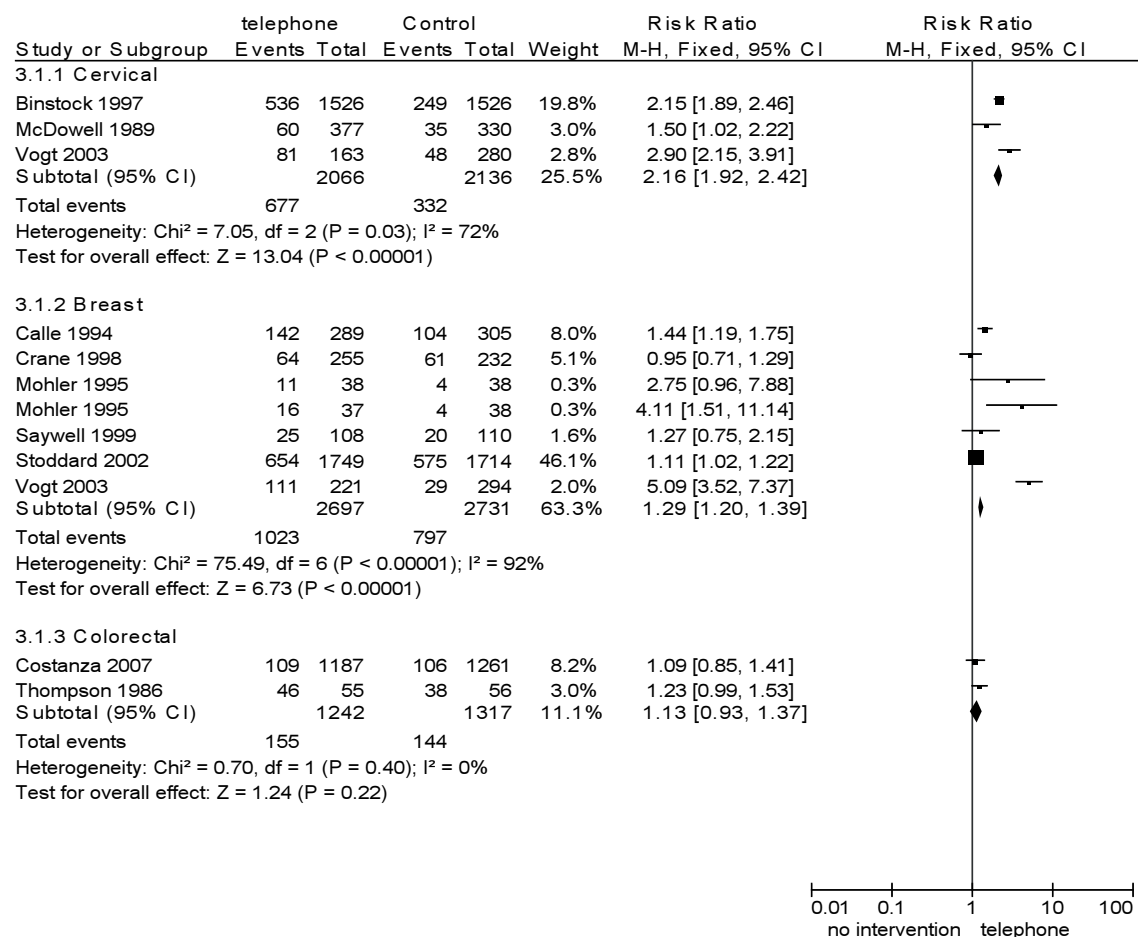 telephone Control Risk Ratio Risk Ratio
Study or Subgroup Events Total Events Total Weight M-H, Fixed, 95% CI M-H, Fixed, 95% CI
3.1.1 Cervical
Binstock 1997 536 1526 249 1526 19.8% 2.15 [1.89, 2.46]
McDowell 1989 60 377 35 330 3.0% 1.50 [1.02, 2.22]
Vogt 2003 81 163 48 280 2.8% 2.90 [2.15, 3.91]
Subtotal (95% CI) 2066 2136 25.5% 2.16 [1.92, 2.42]
Total events 677 332
Heterogeneity: Chi² = 7.05, df = 2 (P = 0.03); I² = 72%
Test for overall effect: Z = 13.04 (P < 0.00001)
3.1.2 Breast
Calle 1994 142 289 104 305 8.0% 1.44 [1.19, 1.75]
Crane 1998 64 255 61 232 5.1% 0.95 [0.71, 1.29]
Mohler 1995 11 38 4 38 0.3% 2.75 [0.96, 7.88]
Mohler 1995 16 37 4 38 0.3% 4.11 [1.51, 11.14]
Saywell 1999 25 108 20 110 1.6% 1.27 [0.75, 2.15]
Stoddard 2002 654 1749 575 1714 46.1% 1.11 [1.02, 1.22]
Vogt 2003 111 221 29 294 2.0% 5.09 [3.52, 7.37]
Subtotal (95% CI) 2697 2731 63.3% 1.29 [1.20, 1.39]
Total events 1023 797
Heterogeneity: Chi² = 75.49, df = 6 (P < 0.00001); I² = 92%
Test for overall effect: Z = 6.73 (P < 0.00001)
3.1.3 Colorectal
Costanza 2007 109 1187 106 1261 8.2% 1.09 [0.85, 1.41]
Thompson 1986 46 55 38 56 3.0% 1.23 [0.99, 1.53]
Subtotal (95% CI) 1242 1317 11.1% 1.13 [0.93, 1.37]
Total events 155 144
Heterogeneity: Chi² = 0.70, df = 1 (P = 0.40); I² = 0%
Test for overall effect: Z = 1.24 (P = 0.22)
0.01 0.1 1 10 100
no intervention telephone